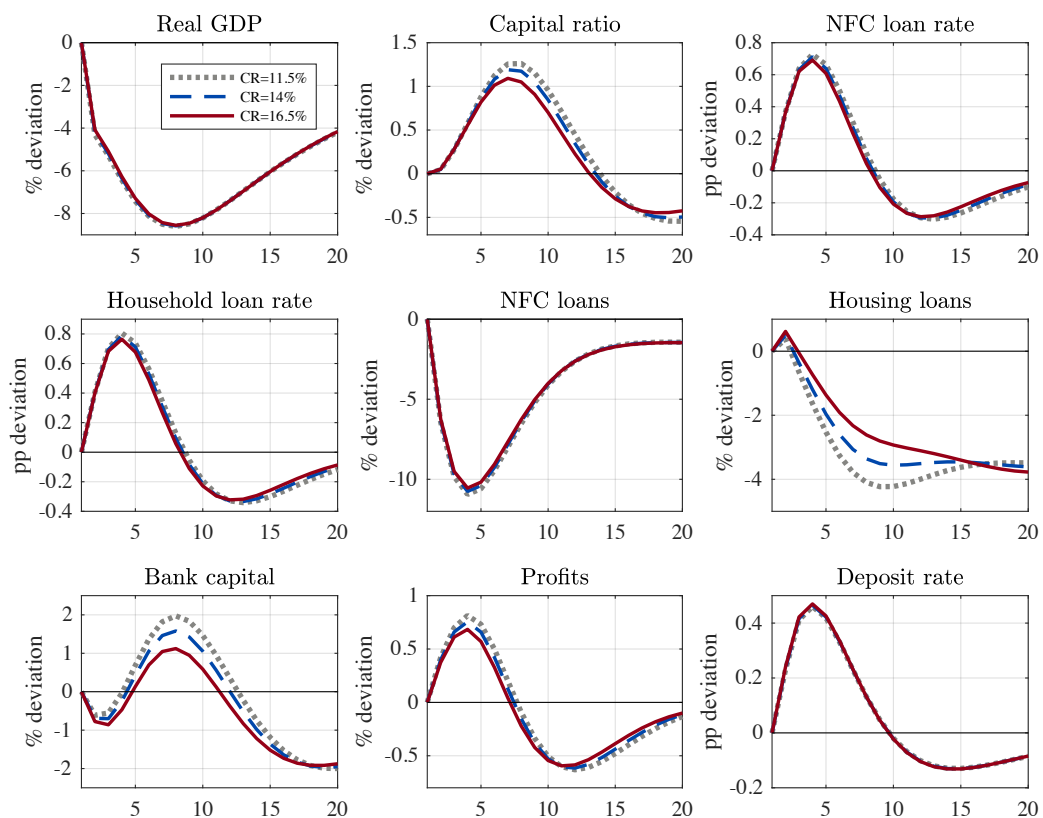 Real GDP
% deviation
0
-2
-4
-6
-8
5 10 15 20
CR=11.5%
CR=14%
CR=16.5%
Capital ratio
% deviation
1.5
1
0.5
0
-0.5
5 10 15 20
NFC loan rate
pp deviation
0.8
0.6
0.4
0.2
0
-0.2
-0.4
5 10 15 20
Household loan rate
pp deviation
0.8
0.6
0.4
0.2
0
-0.2
-0.4
5 10 15 20
NFC loans
% deviation
0
-5
-10
5 10 15 20
Housing loans
% deviation
0
-2
-4
5 10 15 20
Bank capital
% deviation
2
1
0
-1
-2
5 10 15 20
Profits
% deviation
1
0.5
0
-0.5
5 10 15 20
Deposit rate
pp deviation
0.4
0.2
0
-0.2
5 10 15 20